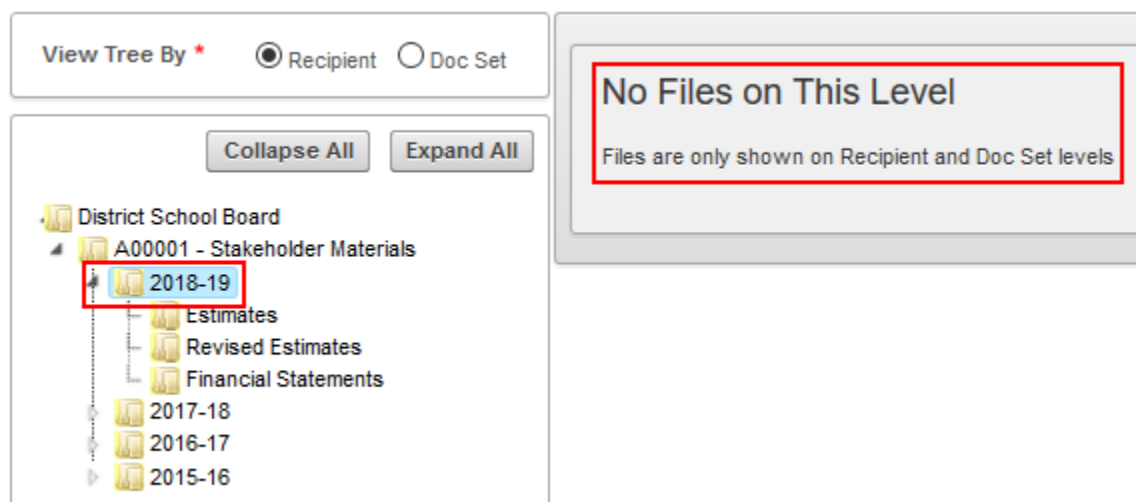 View Tree By * Recipient Doc Set
Collapse All Expand All
District School Board
A00001 - Stakeholder Materials
2018-19
Estimates
Revised Estimates
Financial Statements
2017-18
2016-17
2015-16
No Files on This Level
Files are only shown on Recipient and Doc Set levels